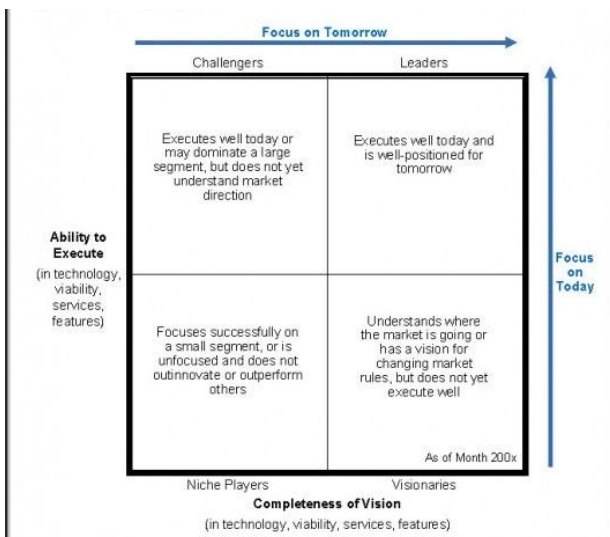 Focus on Tomorrow
Challengers
Leaders
Executes well today or
may dominate a large
segment, but does not yet
understand market
direction
Executes well today and
is well-positioned for
tomorrow
Ability to
Execute
(in technology,
viability,
services,
features)
Focus
on
Today
Focuses successfully on
a small segment, or is
unfocused and does not
outinnovate or outperform
others
Understands where
the market is going or
has a vision for
changing market
rules, but does not yet
execute well
As of Month 200x
Niche Players
Visionaries
Completeness of Vision
(in technology, viability, services, features)